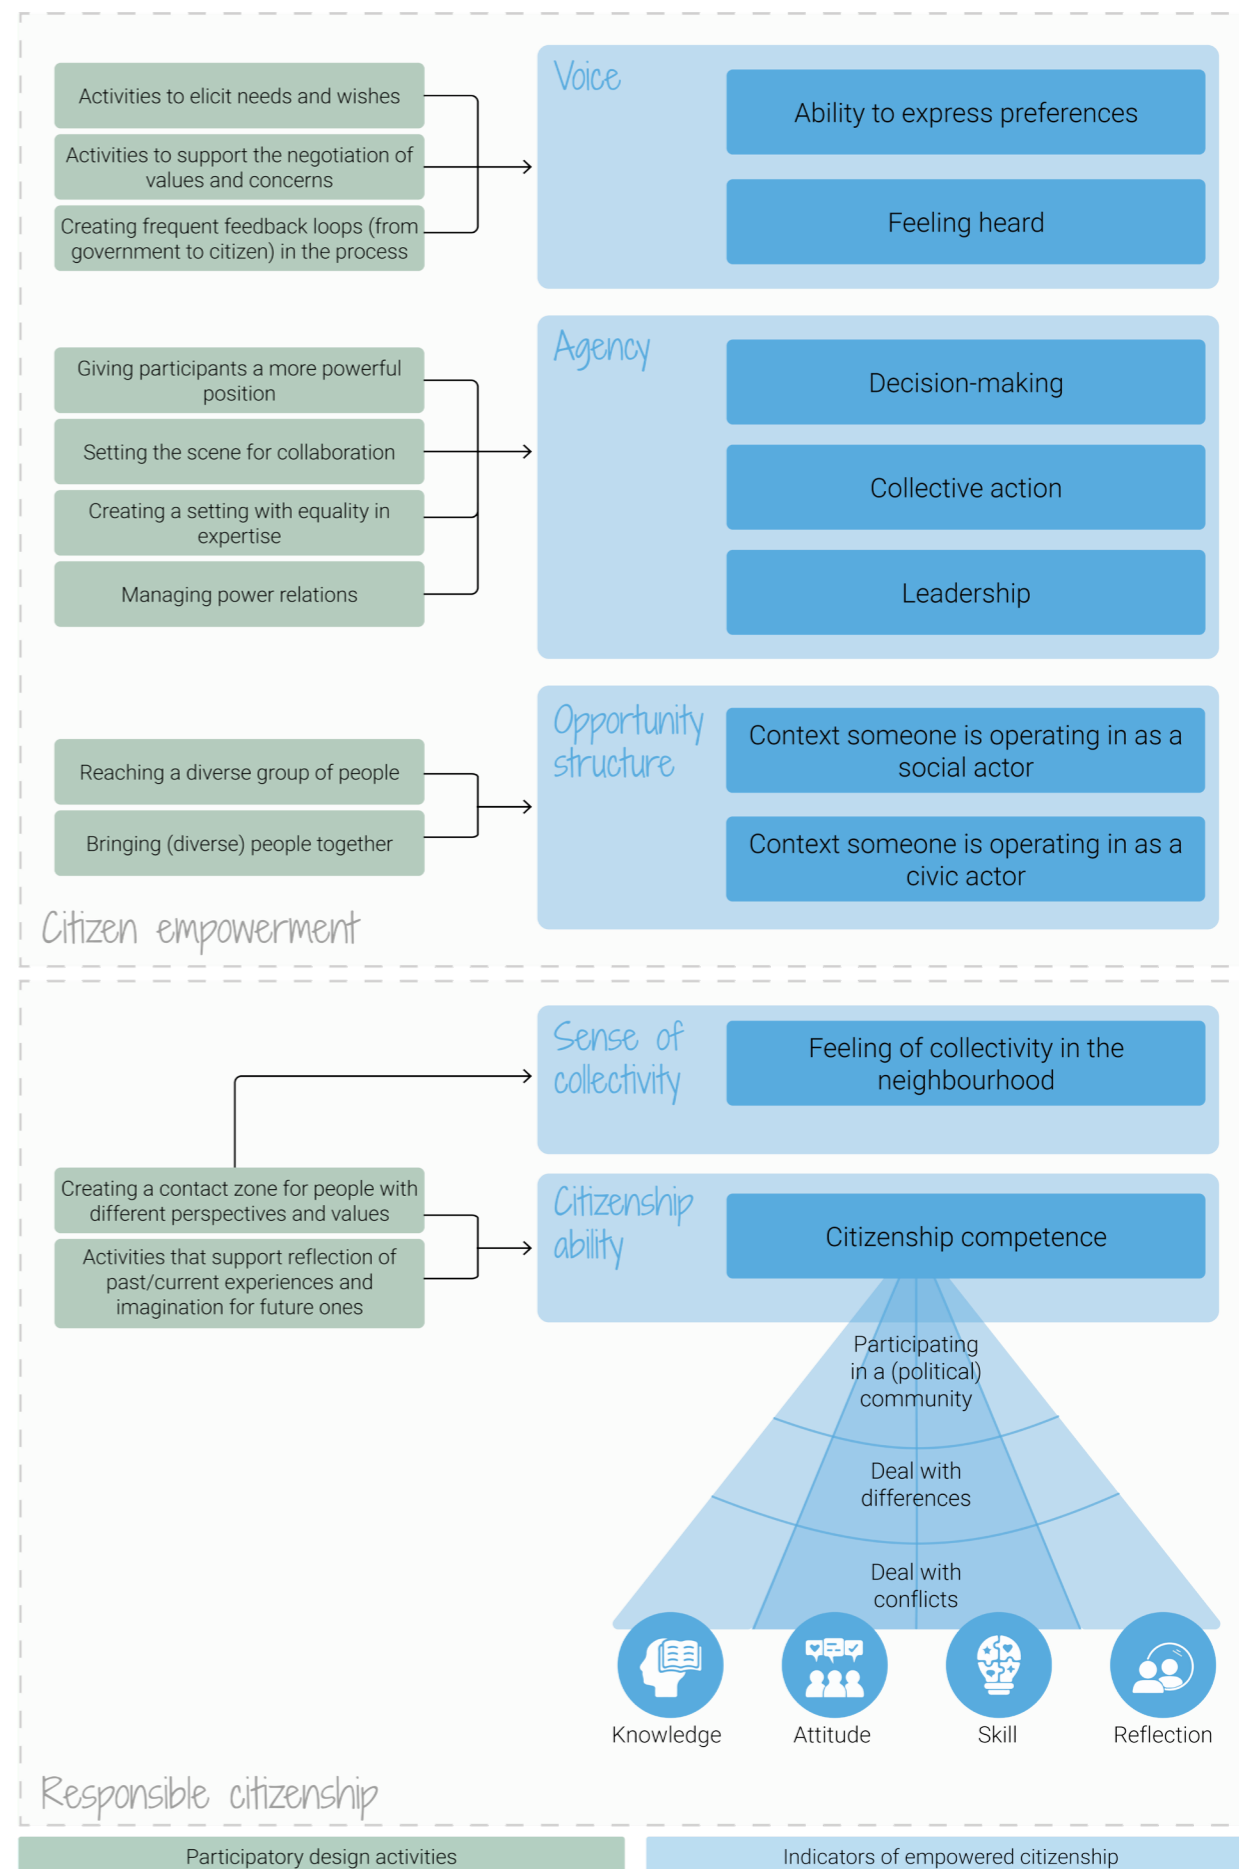 Activities to elicit needs and wishes
Activities to support the negotiation of
values and concerns
Creating frequent feedback loops (from
government to citizen) in the process
Voice
Ability to express preferences
Feeling heard
Giving participants a more powerful
position
Setting the scene for collaboration
Creating a setting with equality in
expertise
Managing power relations
Agency
Decision-making
Collective action
Leadership
Reaching a diverse group of people
Bringing (diverse) people together
Opportunity
structure
Context someone is operating in as a
social actor
Context someone is operating in as a
civic actor
Citizen empowerment
Sense of
collectivity
Feeling of collectivity in the
neighbourhood
Creating a contact zone for people with
different perspectives and values
Activities that support reflection of
past/current experiences and
imagination for future ones
Citizenship
ability
Citizenship competence
Participating
in a (political)
community
Deal with
differences
Deal with
conflicts
Knowledge
Attitude
Skill
Reflection
Responsible citizenship
Participatory design activities
Indicators of empowered citizenship